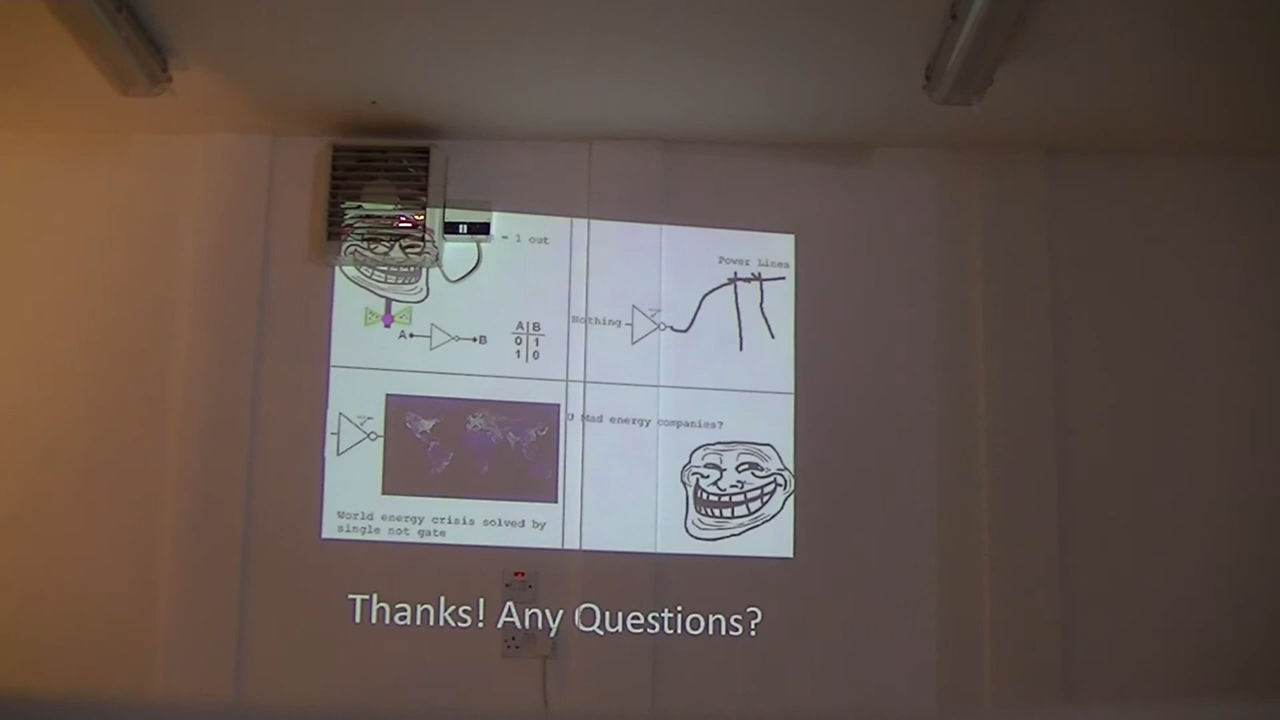 = 1 out
A
B
A B
0 1
1 0
Power Lines
Nothing
World energy crisis solved by
single not gate
U Mad energy companies?
Thanks! Any Questions?